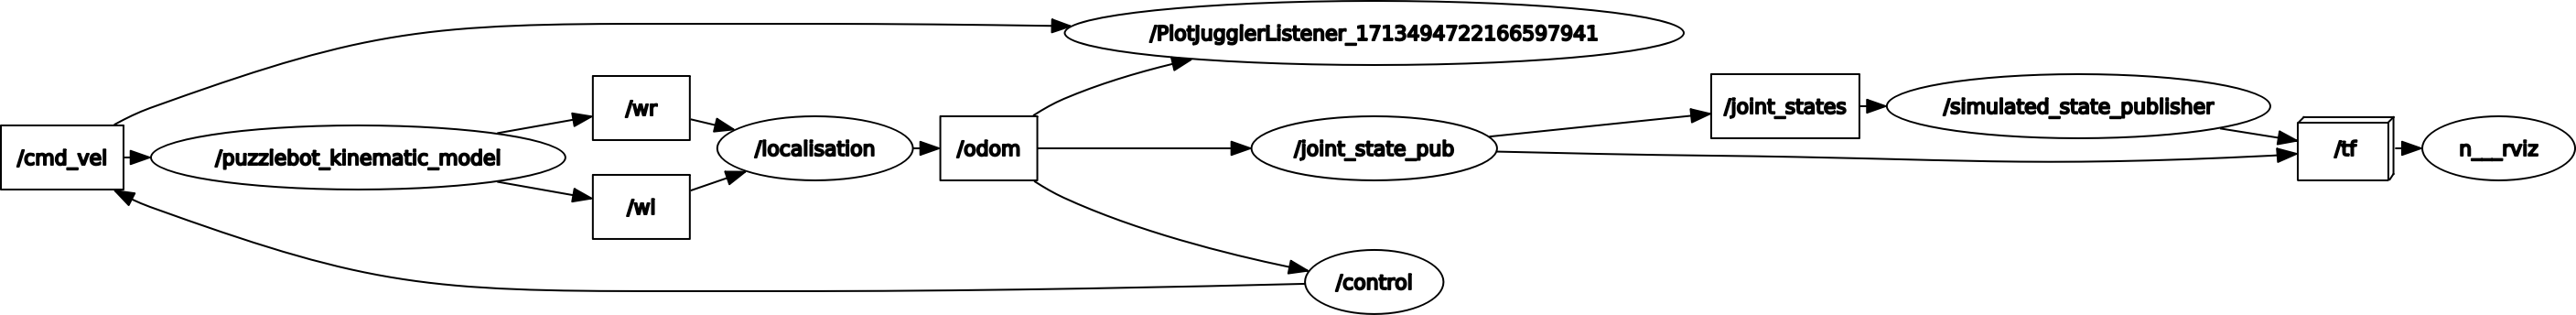 /PlotJugglerListener_1713494722166597941
/wr
/joint_states
/simulated_state_publisher
/cmd_vel
/puzzlebot_kinematic_model
/localisation
/odom
/joint_state_pub
/tf
n___rviz
/wl
/control